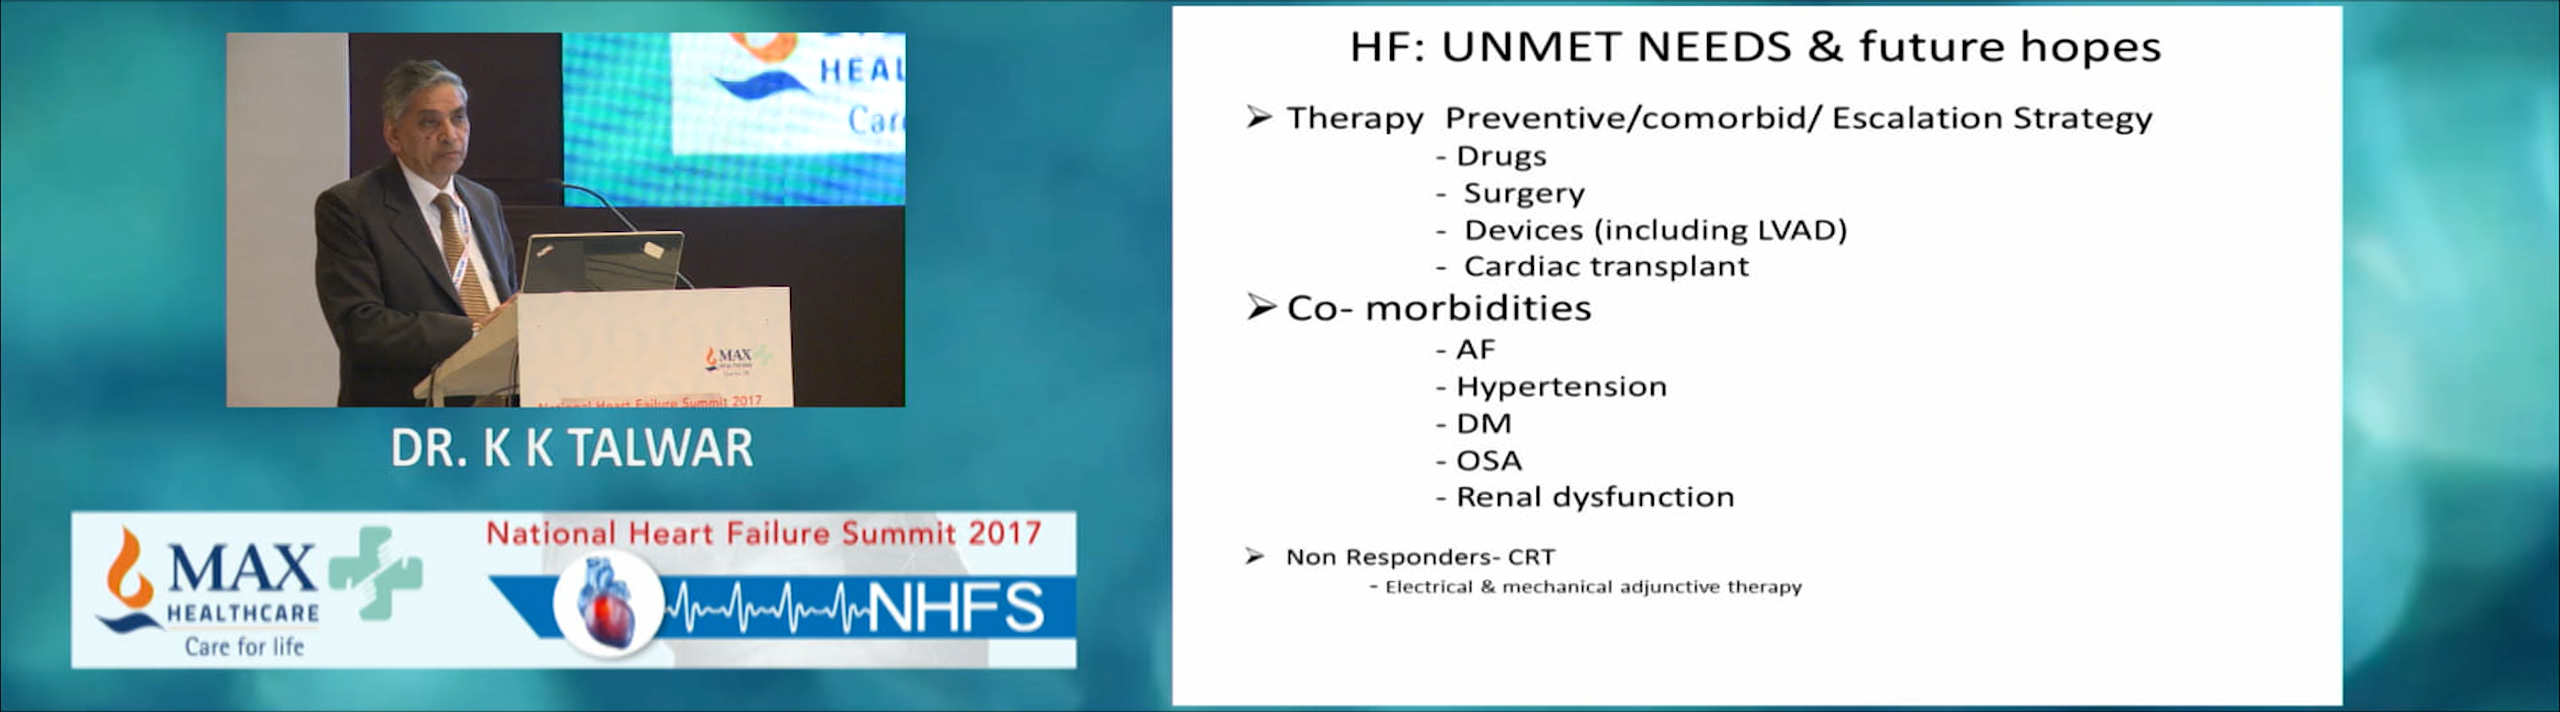 HEAL
MAX
HEALTHCARE
National Heart Failure Summit 2017
DR. K K TALWAR
MAX
HEALTHCARE
Care for life
National Heart Failure Summit 2017
NHFS
HF: UNMET NEEDS & future hopes
➢ Therapy Preventive/comorbid/ Escalation Strategy
- Drugs
- Surgery
- Devices (including LVAD)
- Cardiac transplant
➢ Co- morbidities
- AF
- Hypertension
- DM
- OSA
- Renal dysfunction
➢ Non Responders- CRT
- Electrical & mechanical adjunctive therapy